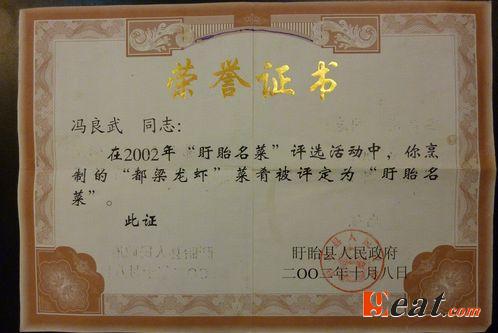 荣誉证书
冯良武 同志：
在2002年“盱眙名菜”评选活动中，你烹
制的“都梁龙虾”菜肴被评定为“盱眙名
菜”。
此证
盱眙县人民政府
二〇〇二年十月八日
9eat.com